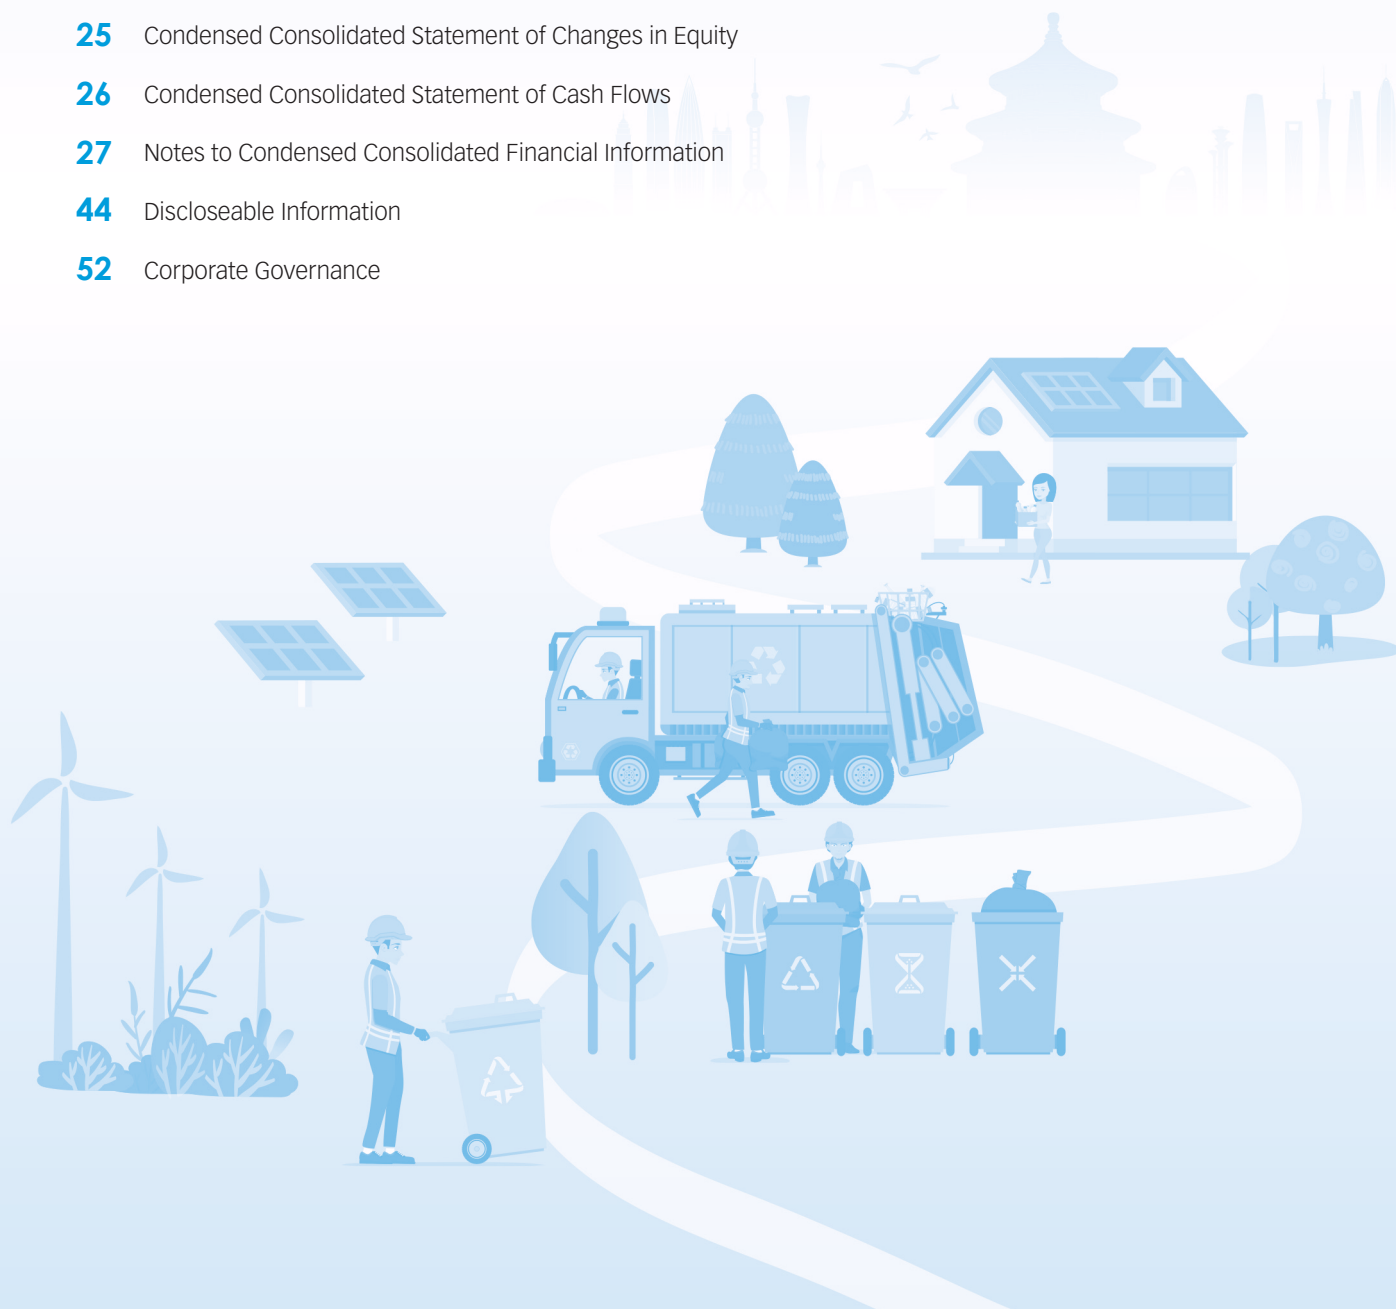 25 Condensed Consolidated Statement of Changes in Equity
26 Condensed Consolidated Statement of Cash Flows
27 Notes to Condensed Consolidated Financial Information
44 Discloseable Information
52 Corporate Governance